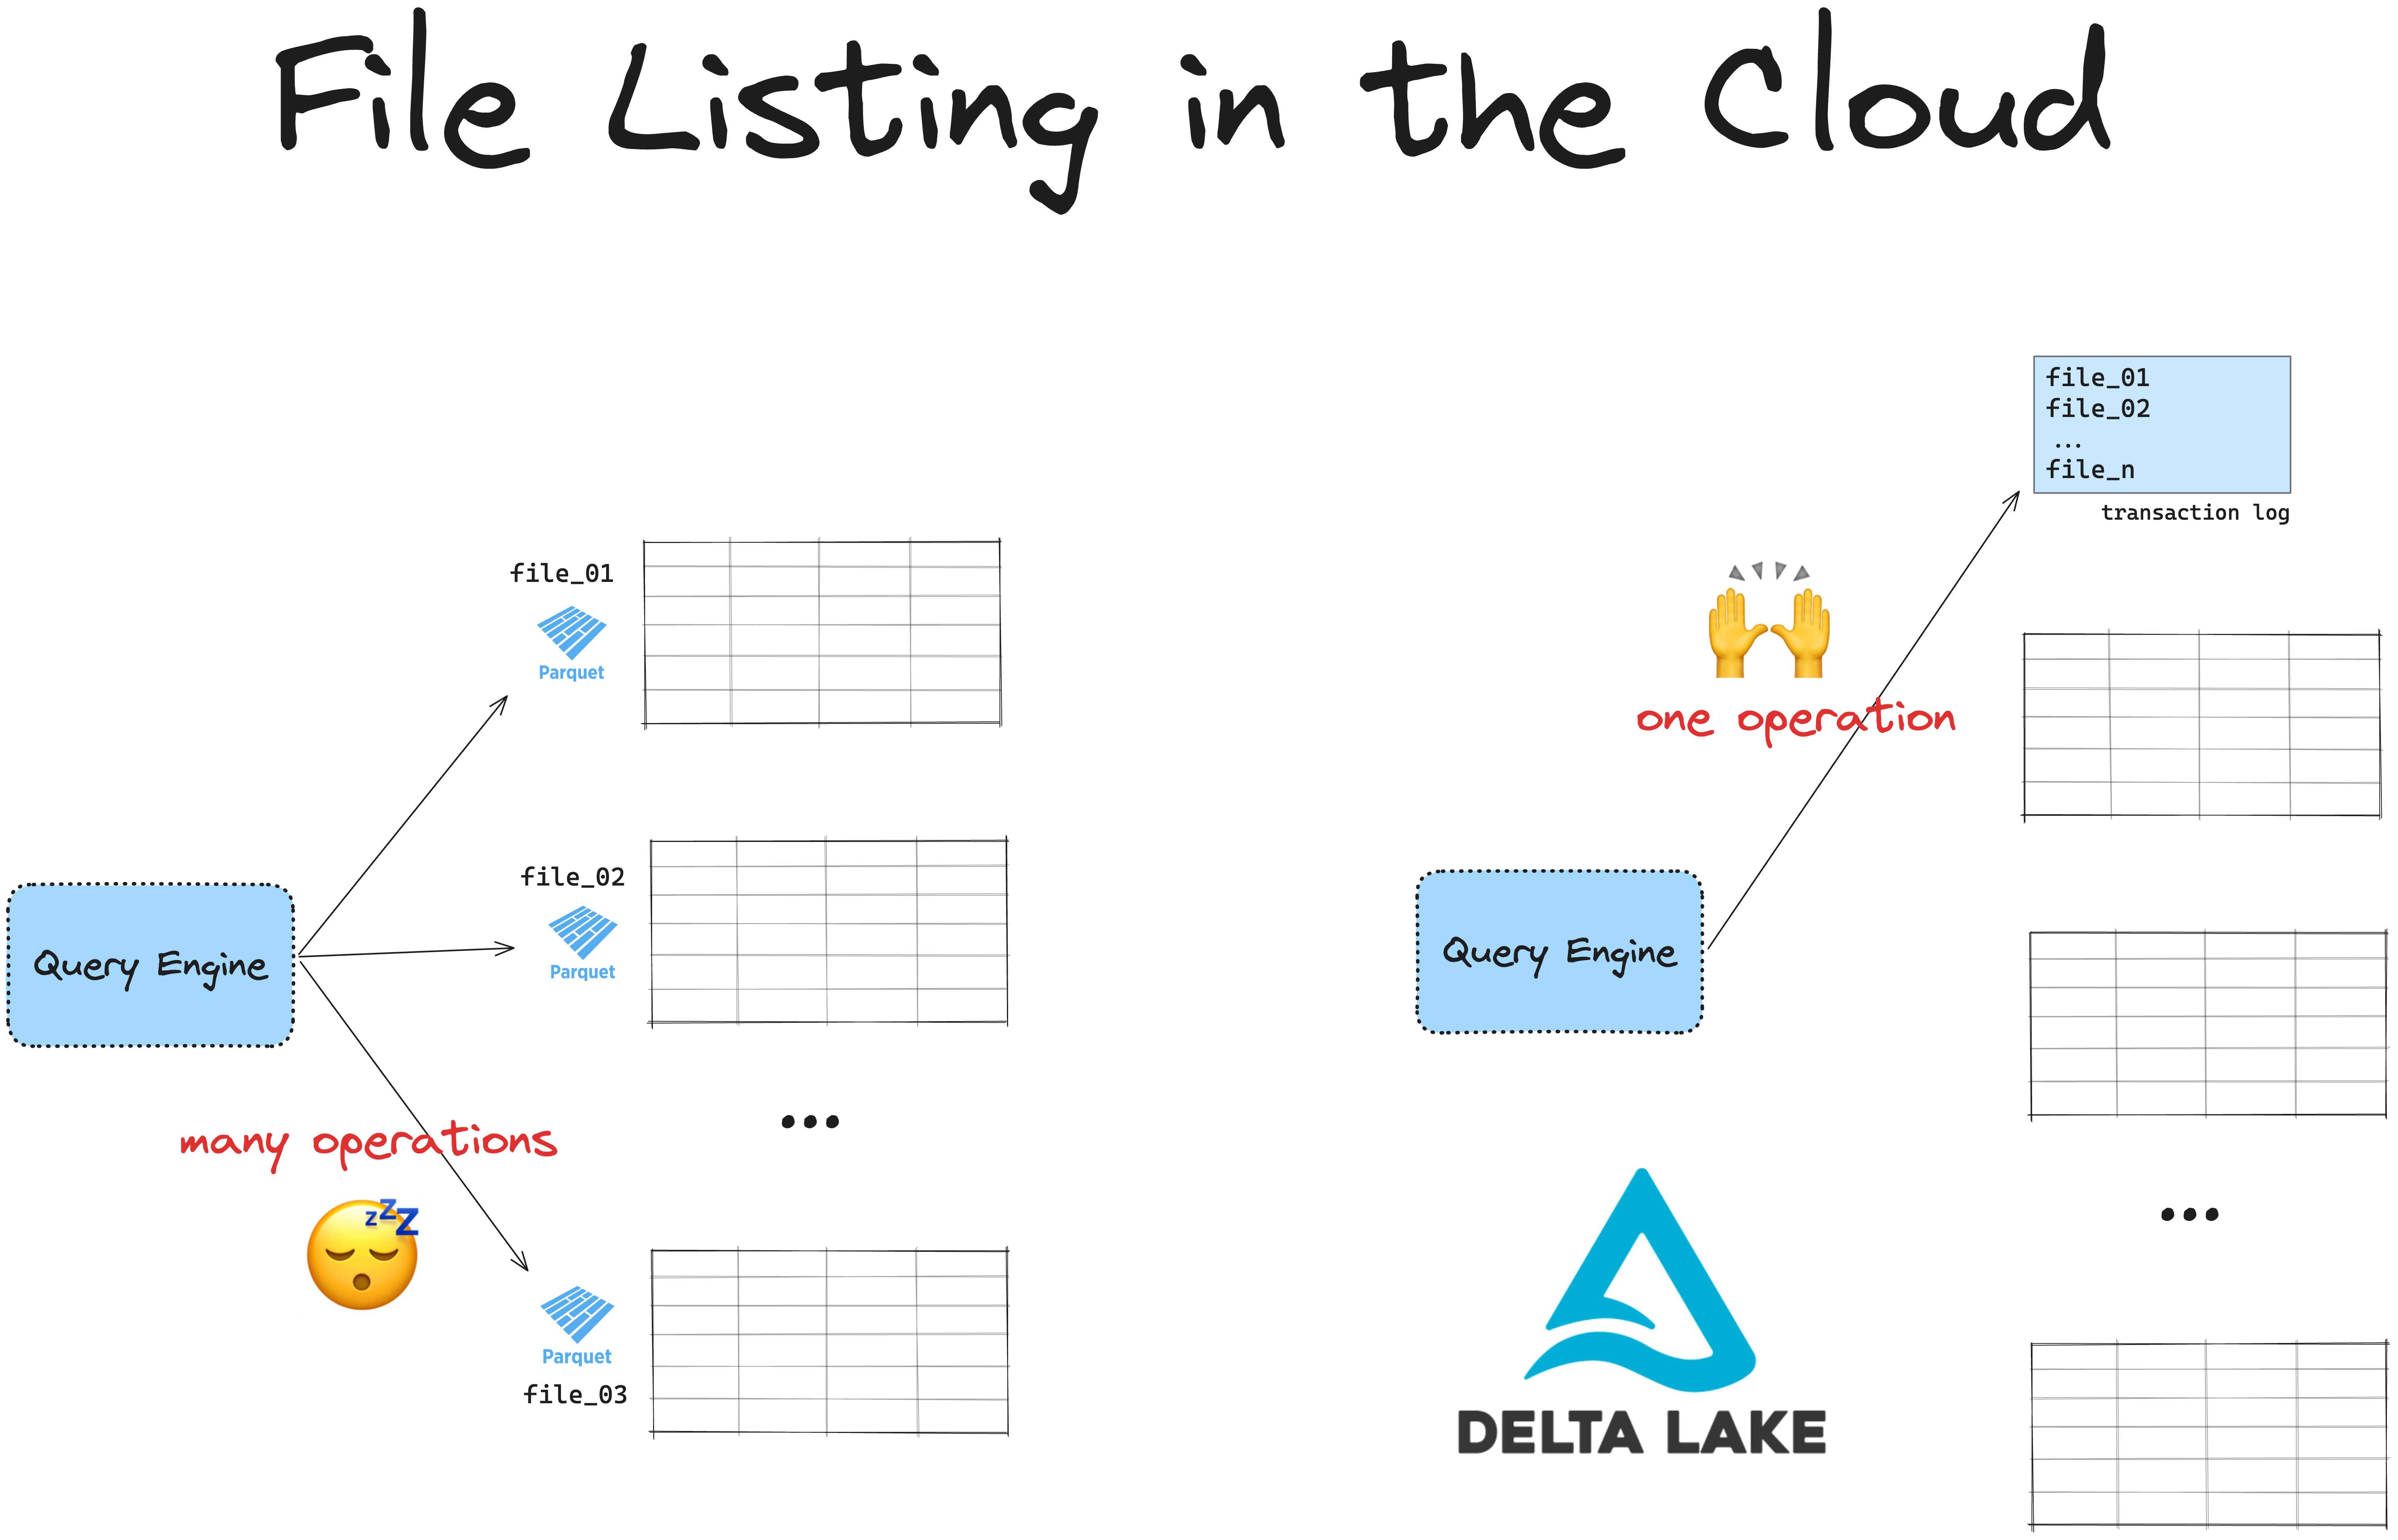 File Listing in the Cloud
file_01
Parquet
file_02
Parquet
Query Engine
...
many operations
zzz
Parquet
file_03
file_01
file_02
...
file_n
transaction log
one operation
Query Engine
...
DELTA LAKE